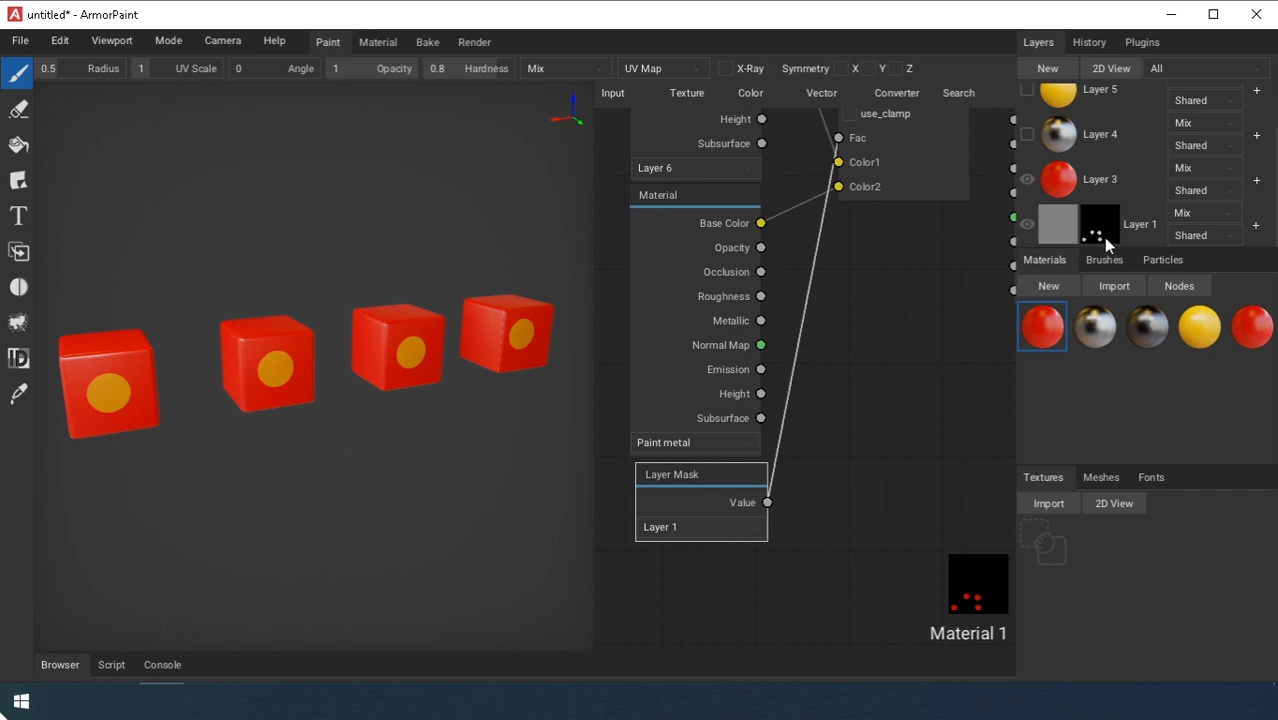 untitled* - ArmorPaint
File Edit Viewport Mode Camera Help Paint Material Bake Render
Layers History Plugins
0.5 Radius 1 UV Scale 0 Angle 1 Opacity 0.8 Hardness Mix UV Map X-Ray Symmetry X Y Z
New 2D View All
Input Texture Color Vector Converter Search
Layer 5
Shared
Mix
Layer 4
Shared
Mix
Layer 3
Shared
Mix
Layer 1
Shared
Height
Subsurface
Layer 6
use_clamp
Fac
Color1
Color2
Material
Base Color
Opacity
Occlusion
Roughness
Metallic
Normal Map
Emission
Height
Subsurface
Paint metal
Layer Mask
Value
Layer 1
Material 1
Materials Brushes Particles
New Import Nodes
Textures Meshes Fonts
Import 2D View
Browser Script Console